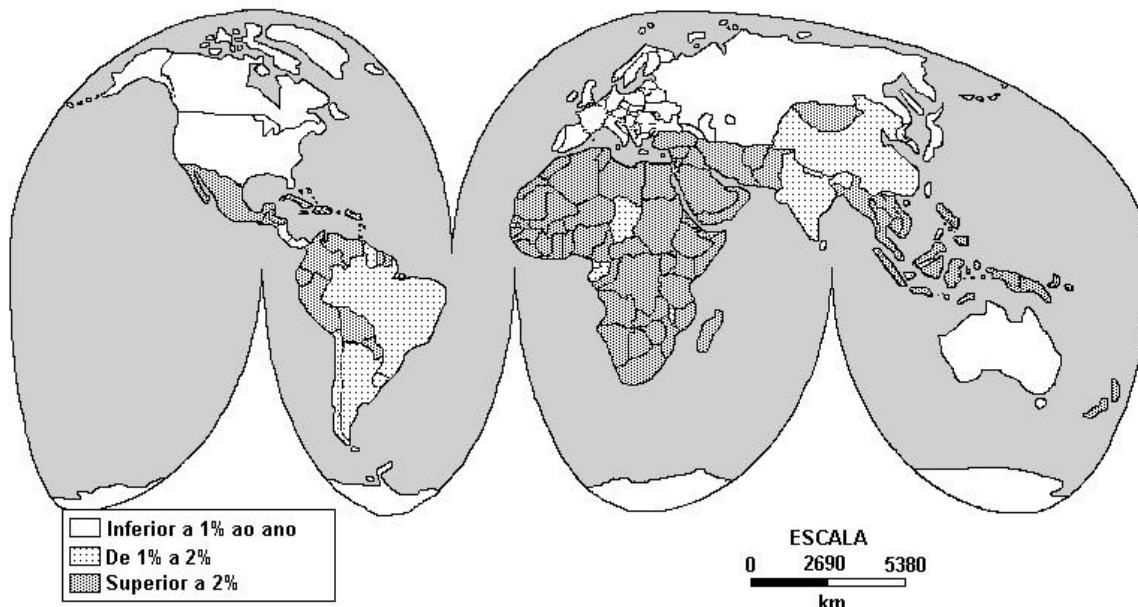 Inferior a 1% ao ano
De 1% a 2%
Superior a 2%
ESCALA
0 2690 5380
km